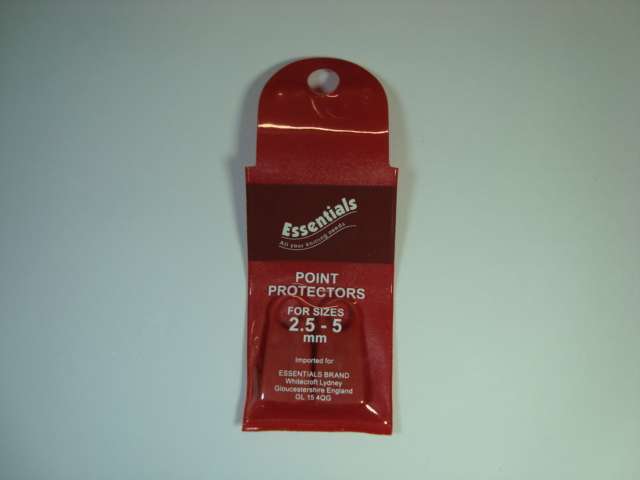 Essentials
All your knitting needs
POINT
PROTECTORS
FOR SIZES
2.5 - 5
mm
Imported for
ESSENTIALS BRAND
Whitecroft Lydney
Gloucestershire England
GL 15 4QG